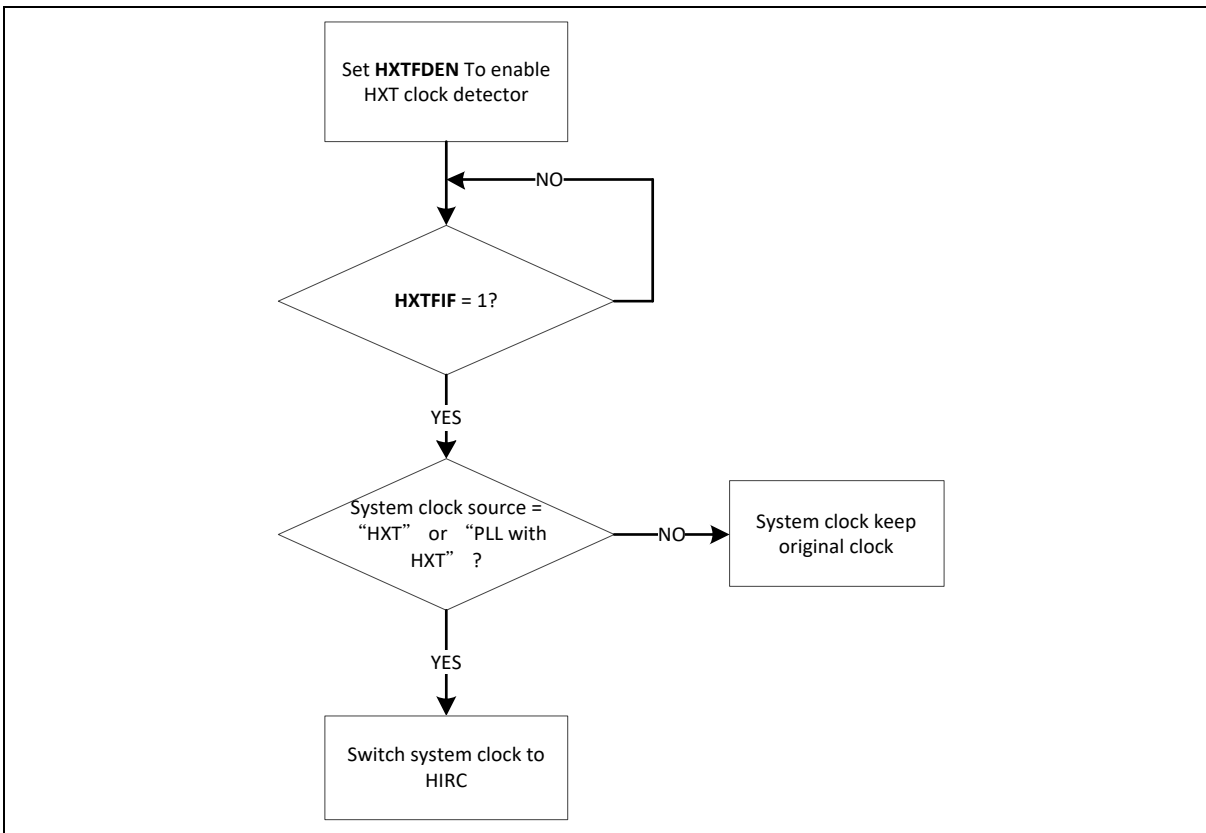 Set HXTFDEN To enable
HXT clock detector
NO
HXTFIF = 1?
YES
System clock source =
“HXT” or “PLL with
HXT” ?
NO
System clock keep
original clock
YES
Switch system clock to
HIRC